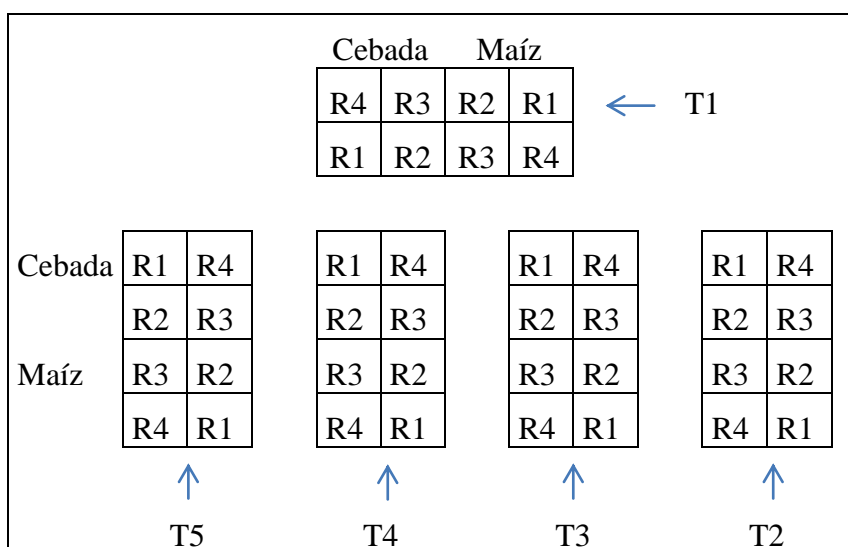 Cebada Maíz
R4 R3 R2 R1 T1
R1 R2 R3 R4
Cebada R1 R4 R1 R4 R1 R4 R1 R4
R2 R3 R2 R3 R2 R3 R2 R3
Maíz R3 R2 R3 R2 R3 R2 R3 R2
R4 R1 R4 R1 R4 R1 R4 R1
T5 T4 T3 T2